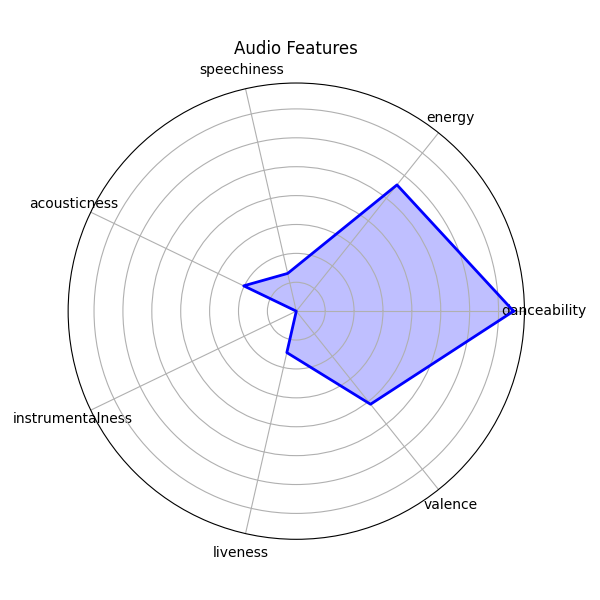 Audio Features
speechiness
energy
acousticness
danceability
instrumentalness
valence
liveness